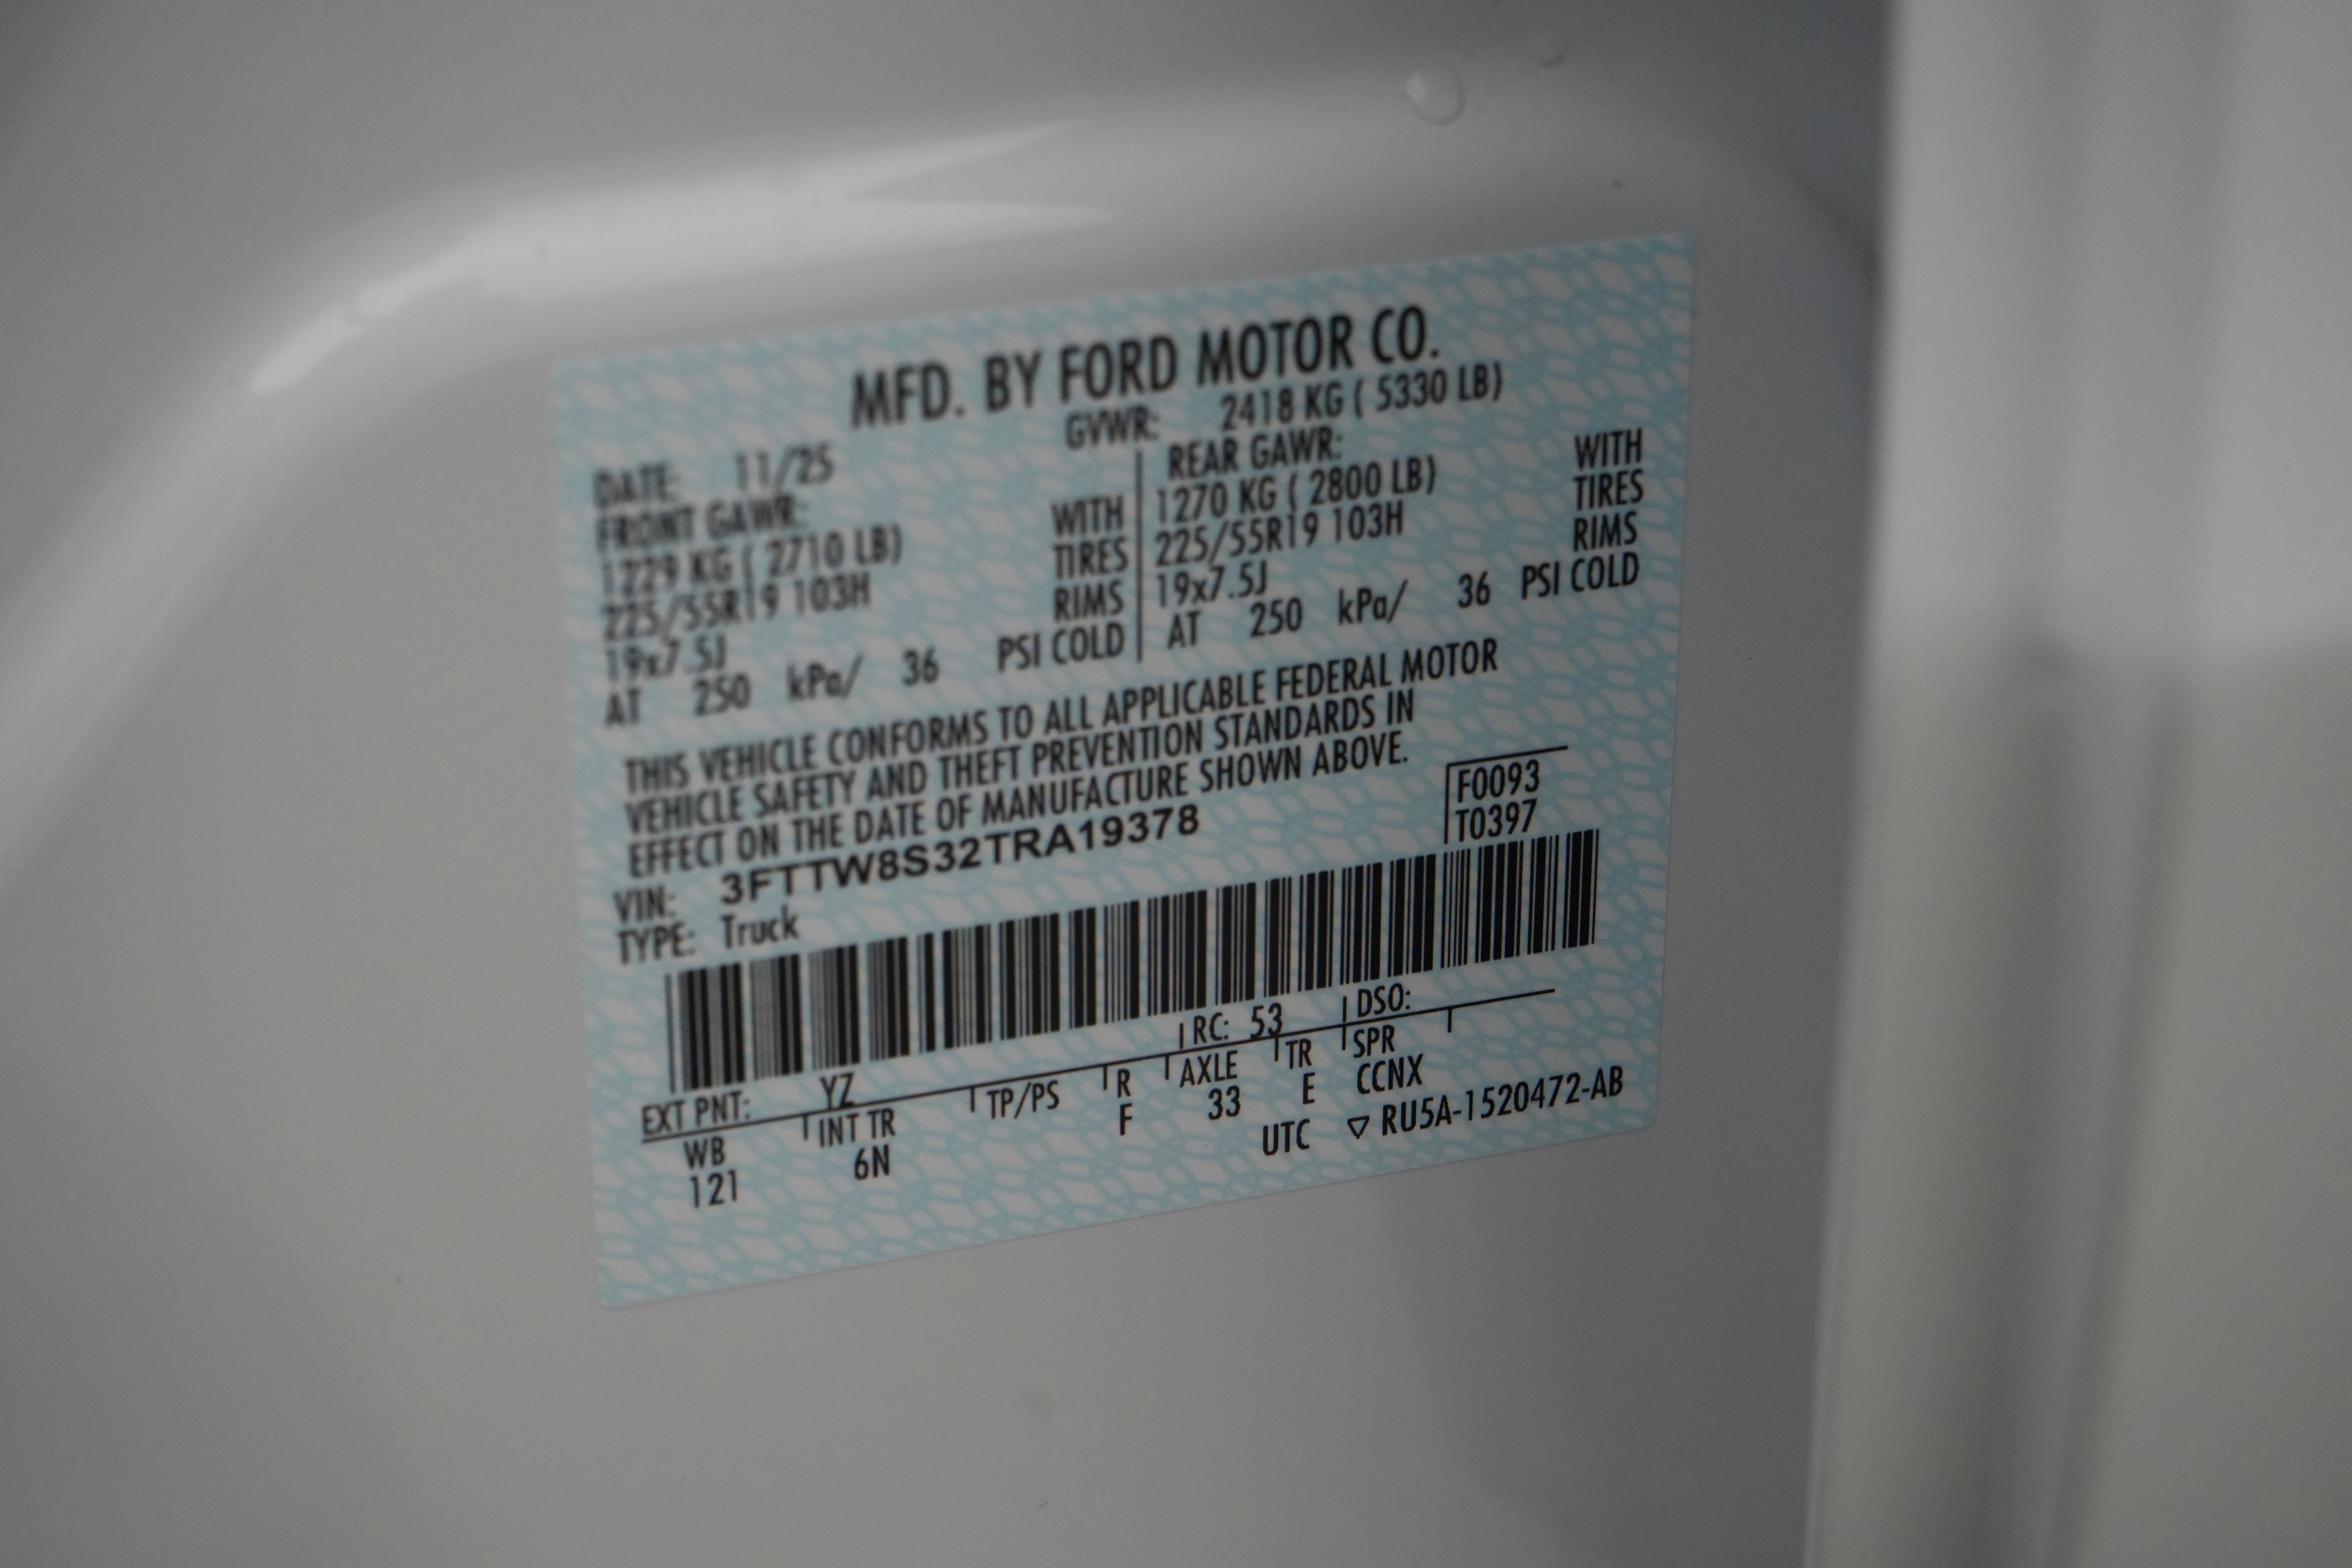 MFD. BY FORD MOTOR CO.
DATE: 11/25 GVWR: 2418 KG ( 5330 LB)
FRONT GAWR: REAR GAWR:
1229 KG ( 2710 LB) WITH 1270 KG ( 2800 LB) WITH
225/55R19 103H TIRES 225/55R19 103H TIRES
19x7.5J RIMS 19x7.5J RIMS
AT 250 kPa/ 36 PSI COLD AT 250 kPa/ 36 PSI COLD
THIS VEHICLE CONFORMS TO ALL APPLICABLE FEDERAL MOTOR
VEHICLE SAFETY AND THEFT PREVENTION STANDARDS IN
EFFECT ON THE DATE OF MANUFACTURE SHOWN ABOVE.
VIN: 3FTTW8S32TRA19378 F0093
TYPE: Truck T0397
EXT PNT: YZ RC: 53 DSO:
WB INT TR TP/PS R AXLE TR SPR
121 6N F 33 E CCNX
UTC ▽ RU5A-1520472-AB